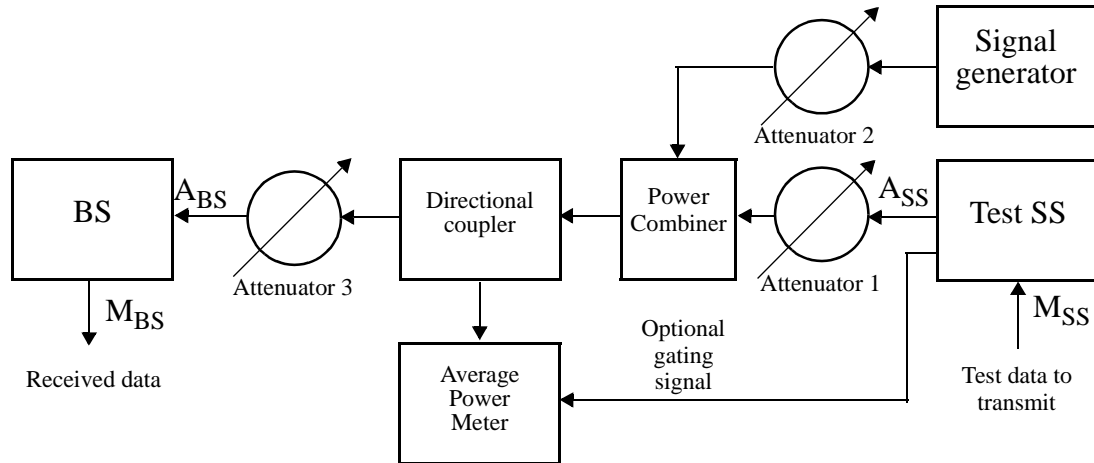 Signal
generator
Attenuator 2
BS
A_BS
Attenuator 3
Directional
coupler
Power
Combiner
A_SS
Attenuator 1
Test SS
M_BS
Received data
Average
Power
Meter
Optional
gating
signal
M_SS
Test data to
transmit